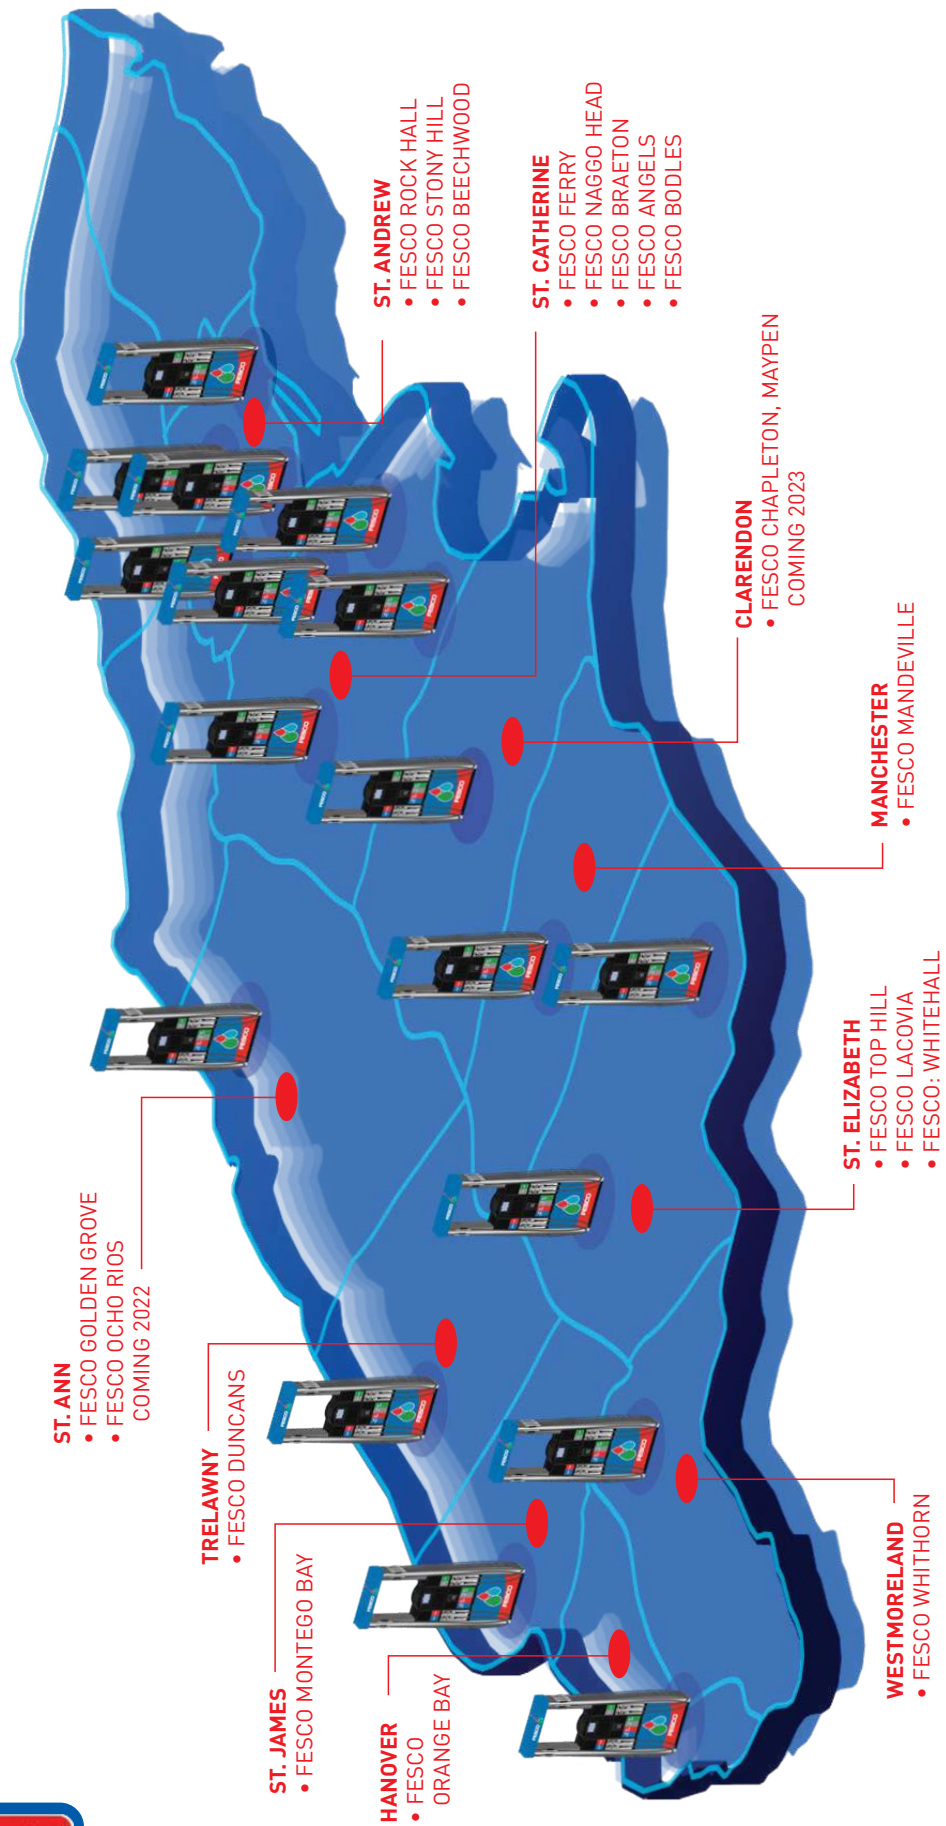 ST. ANN
• FESCO GOLDEN GROVE
• FESCO OCHO RIOS
COMING 2022
TRELAWNY
• FESCO DUNCANS
ST. JAMES
• FESCO MONTEGO BAY
HANOVER
• FESCO
ORANGE BAY
WESTMORELAND
• FESCO WHITHORN
ST. ELIZABETH
• FESCO TOP HILL
• FESCO LACOVIA
• FESCO: WHITEHALL
MANCHESTER
• FESCO MANDEVILLE
CLARENDON
• FESCO CHAPLETON, MAYPEN
COMING 2023
ST. CATHERINE
• FESCO FERRY
• FESCO NAGGO HEAD
• FESCO BRAETON
• FESCO ANGELS
• FESCO BODLES
ST. ANDREW
• FESCO ROCK HALL
• FESCO STONY HILL
• FESCO BEECHWOOD